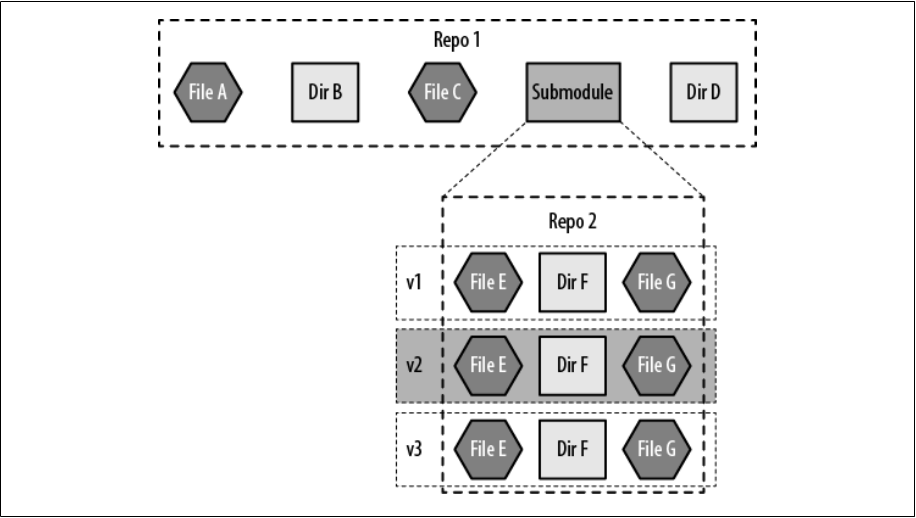 Repo 1
File A
Dir B
File C
Submodule
Dir D
Repo 2
v1
File E
Dir F
File G
v2
File E
Dir F
File G
v3
File E
Dir F
File G